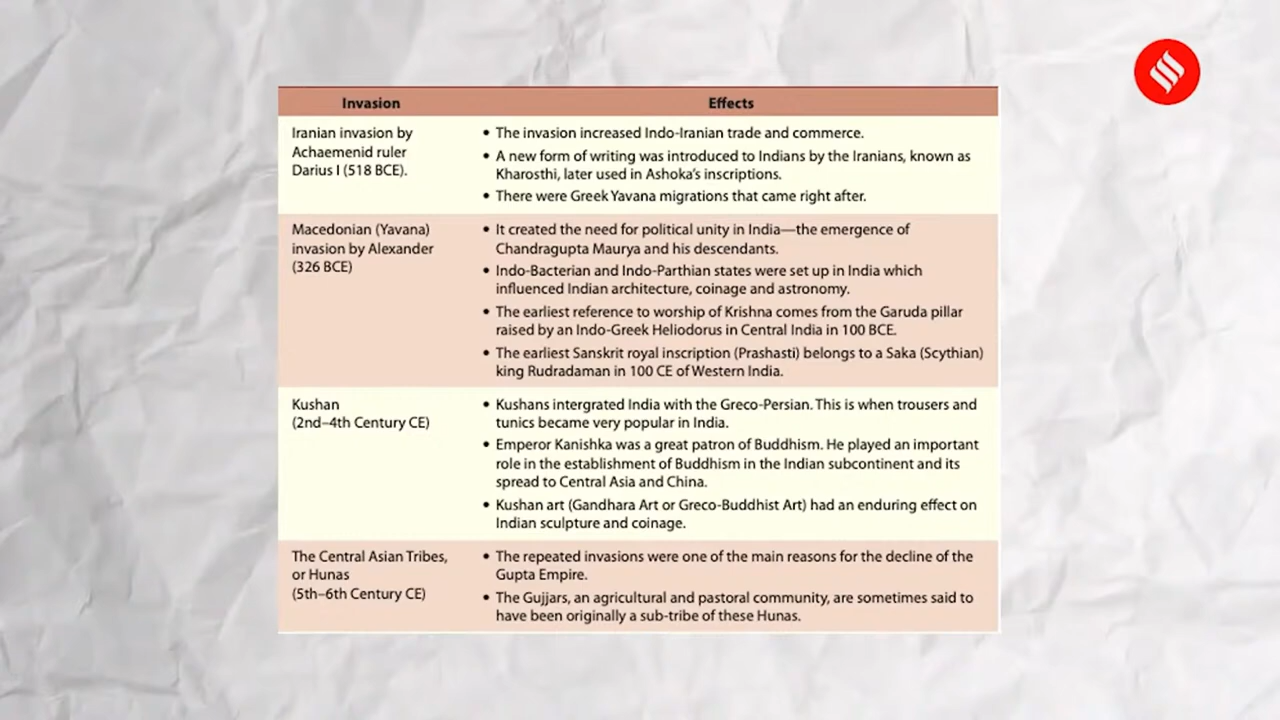 Invasion Effects
Iranian invasion by
Achaemenid ruler
Darius I (518 BCE).
• The invasion increased Indo-Iranian trade and commerce.
• A new form of writing was introduced to Indians by the Iranians, known as
Kharosthi, later used in Ashoka's inscriptions.
• There were Greek Yavana migrations that came right after.
Macedonian (Yavana)
invasion by Alexander
(326 BCE)
• It created the need for political unity in India—the emergence of
Chandragupta Maurya and his descendants.
• Indo-Bacterian and Indo-Parthian states were set up in India which
influenced Indian architecture, coinage and astronomy.
• The earliest reference to worship of Krishna comes from the Garuda pillar
raised by an Indo-Greek Heliodorus in Central India in 100 BCE.
• The earliest Sanskrit royal inscription (Prashasti) belongs to a Saka (Scythian)
king Rudradaman in 100 CE of Western India.
Kushan
(2nd–4th Century CE)
• Kushans intergrated India with the Greco-Persian. This is when trousers and
tunics became very popular in India.
• Emperor Kanishka was a great patron of Buddhism. He played an important
role in the establishment of Buddhism in the Indian subcontinent and its
spread to Central Asia and China.
• Kushan art (Gandhara Art or Greco-Buddhist Art) had an enduring effect on
Indian sculpture and coinage.
The Central Asian Tribes,
or Hunas
(5th–6th Century CE)
• The repeated invasions were one of the main reasons for the decline of the
Gupta Empire.
• The Gujjars, an agricultural and pastoral community, are sometimes said to
have been originally a sub-tribe of these Hunas.